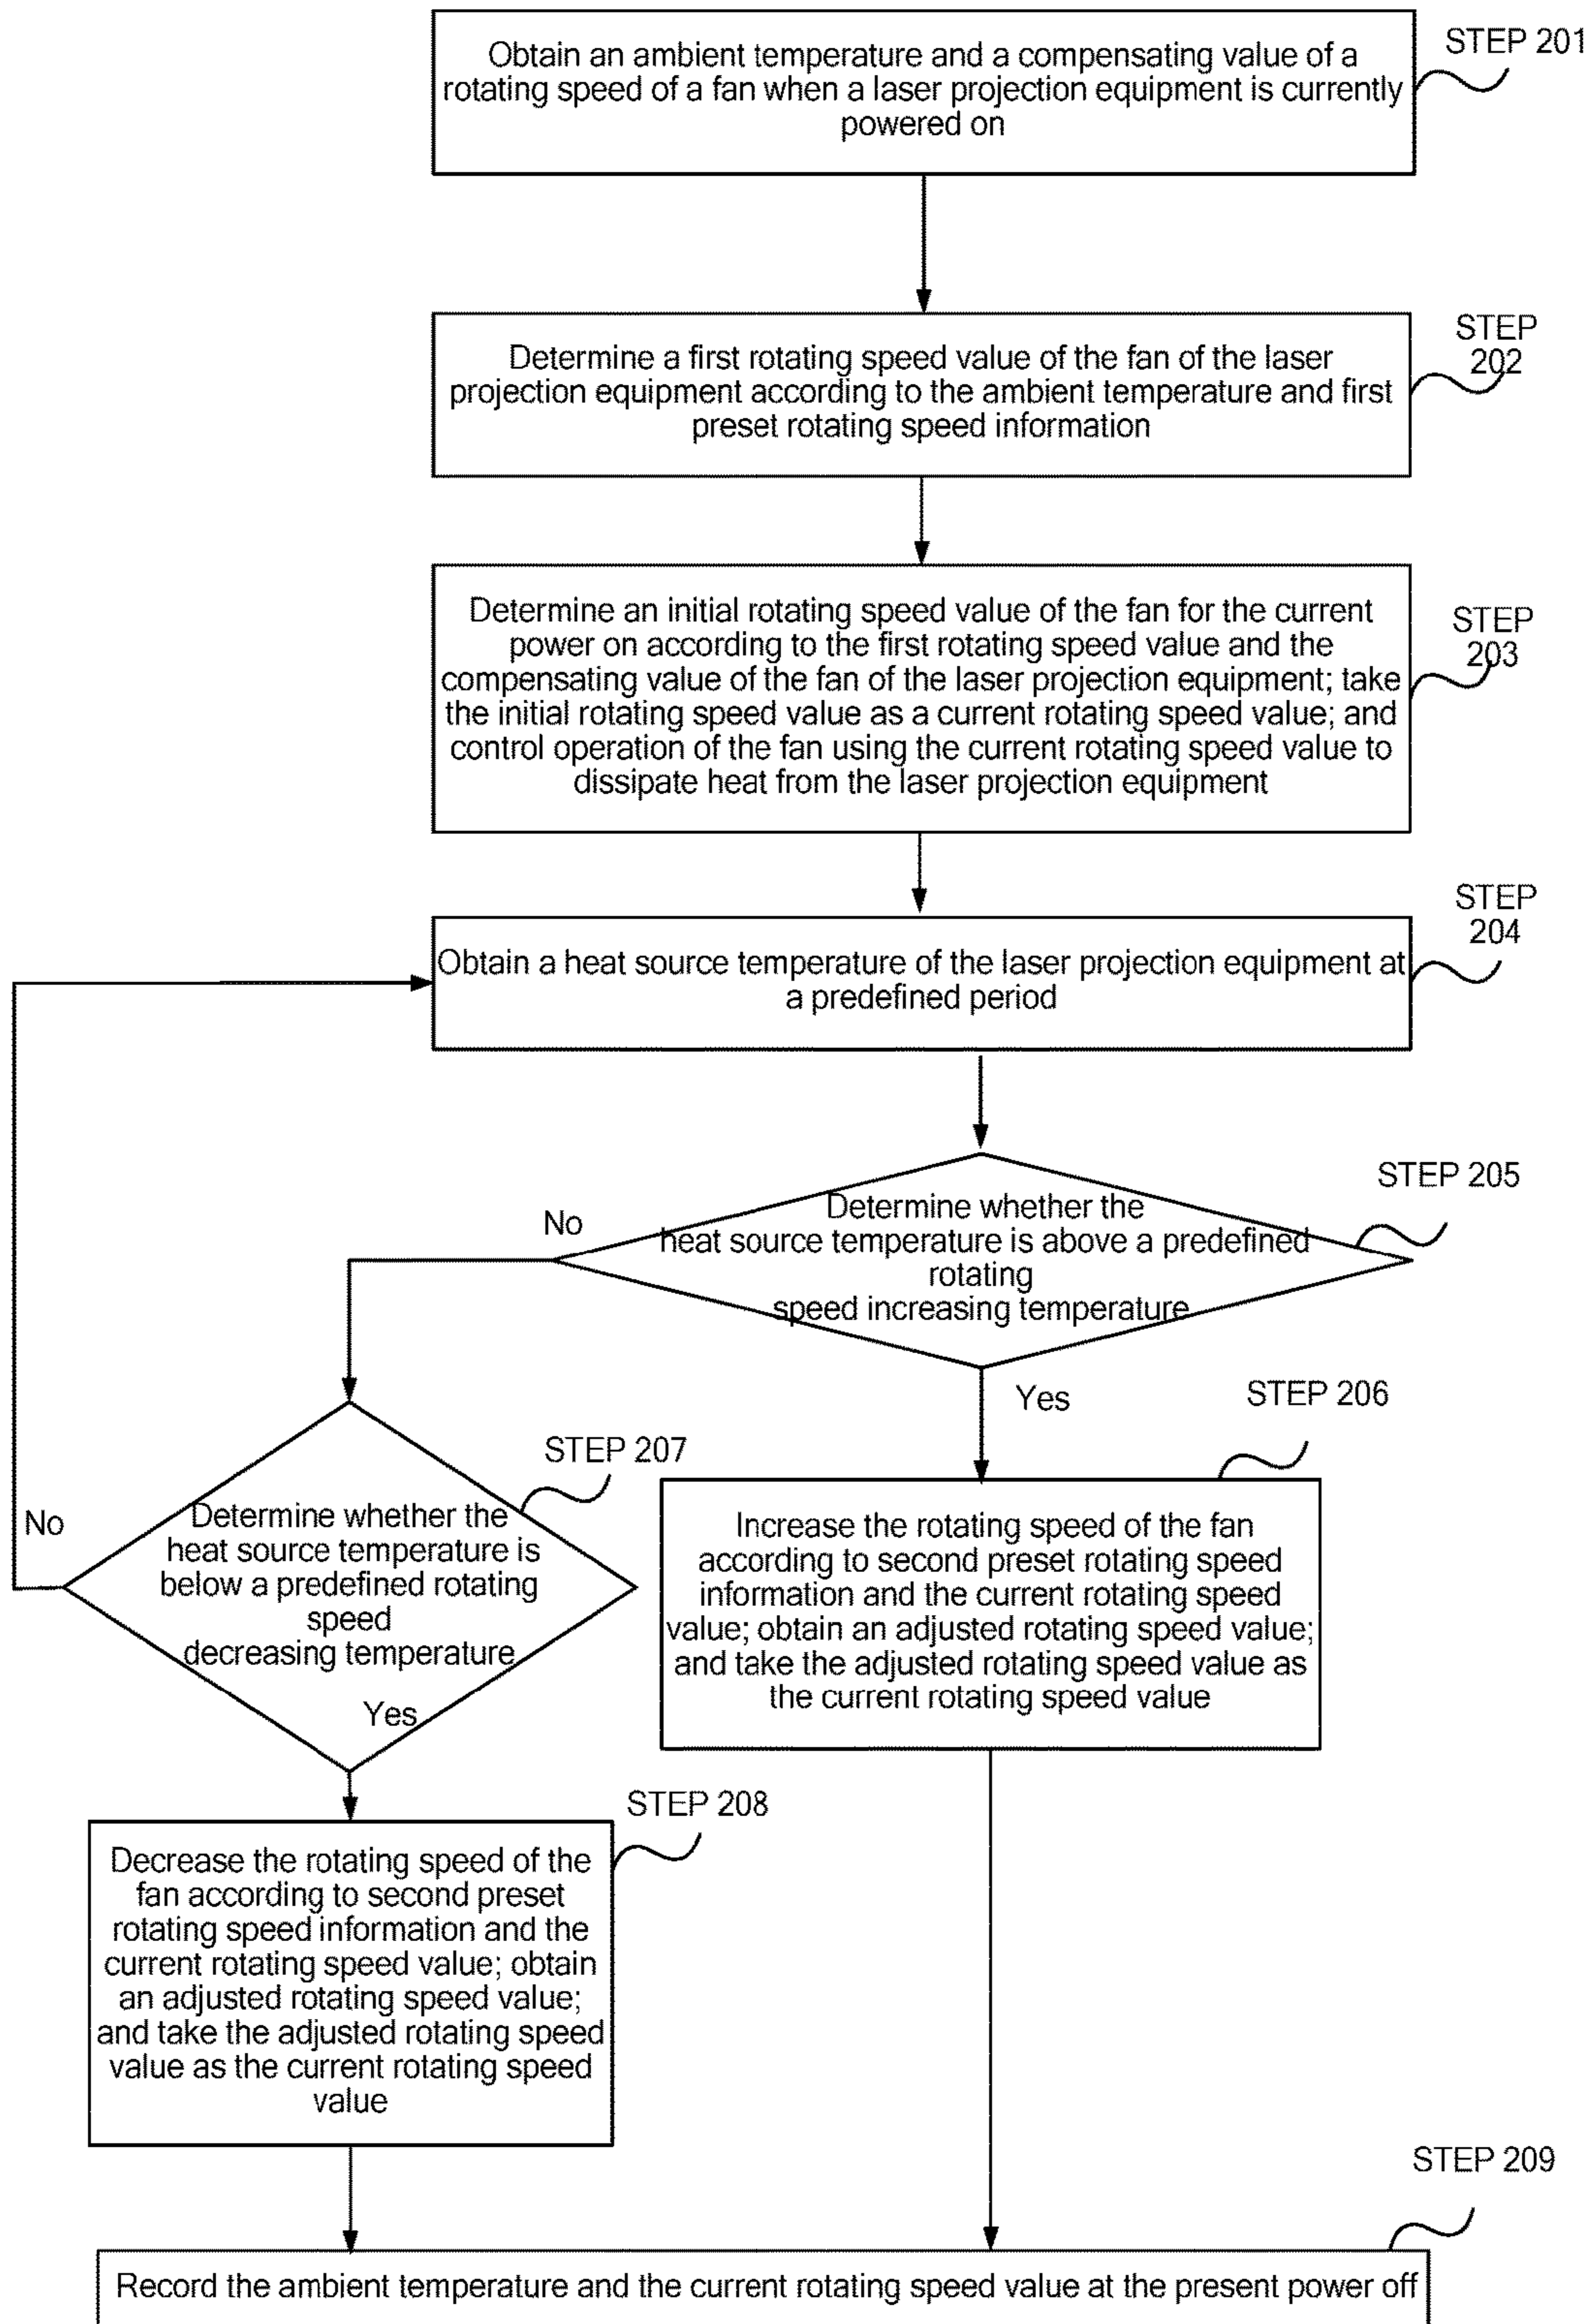 Obtain an ambient temperature and a compensating value of a
rotating speed of a fan when a laser projection equipment is currently
powered on
STEP 201
Determine a first rotating speed value of the fan of the laser
projection equipment according to the ambient temperature and first
preset rotating speed information
STEP
202
Determine an initial rotating speed value of the fan for the current
power on according to the first rotating speed value and the
compensating value of the fan of the laser projection equipment; take
the initial rotating speed value as a current rotating speed value; and
control operation of the fan using the current rotating speed value to
dissipate heat from the laser projection equipment
STEP
203
Obtain a heat source temperature of the laser projection equipment at
a predefined period
STEP
204
Determine whether the
heat source temperature is above a predefined
rotating
speed increasing temperature
STEP 205
No
Yes
STEP 206
Increase the rotating speed of the fan
according to second preset rotating speed
information and the current rotating speed
value; obtain an adjusted rotating speed value;
and take the adjusted rotating speed value as
the current rotating speed value
STEP 207
Determine whether the
heat source temperature is
below a predefined rotating
speed
decreasing temperature
No
Yes
STEP 208
Decrease the rotating speed of the
fan according to second preset
rotating speed information and the
current rotating speed value; obtain
an adjusted rotating speed value;
and take the adjusted rotating speed
value as the current rotating speed
value
STEP 209
Record the ambient temperature and the current rotating speed value at the present power off